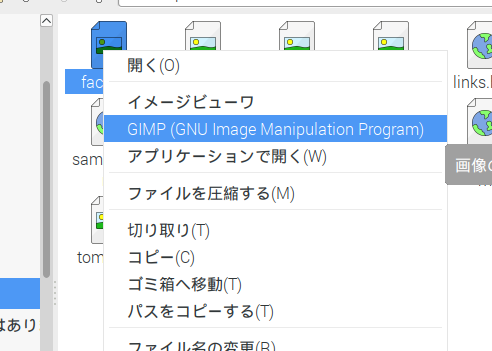 開く(O)
fac
links.
イメージビューワ
GIMP (GNU Image Manipulation Program)
アプリケーションで開く(W)
sam
画像の
ファイルを圧縮する(M)
切り取り(T)
tom
コピー(C)
ゴミ箱へ移動(T)
パスをコピーする(T)
はあり
ファイル名の変更(R)